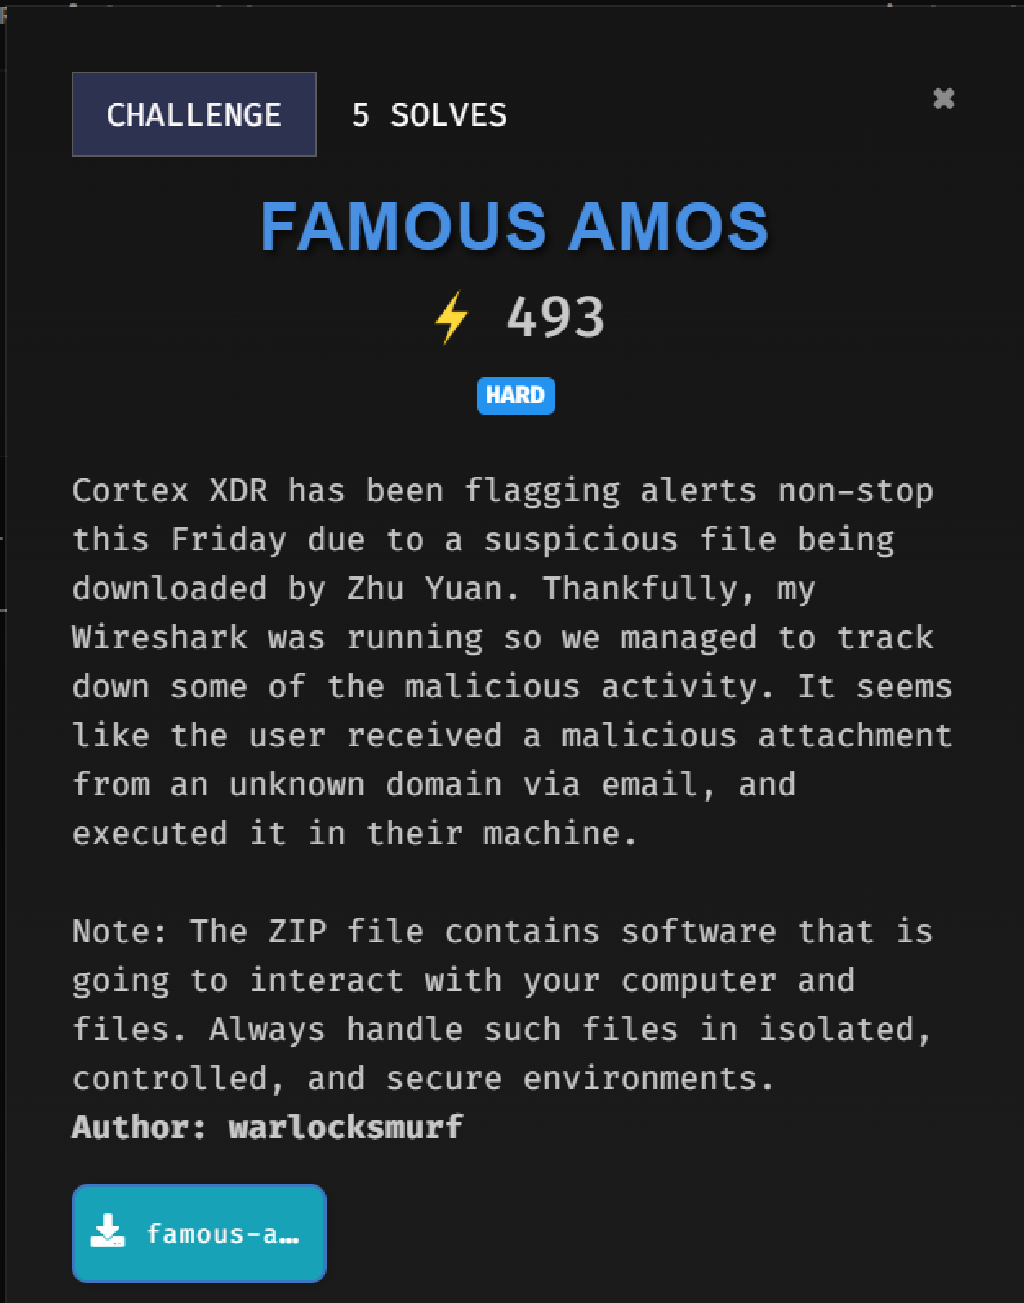 CHALLENGE 5 SOLVES ✖
FAMOUS AMOS
⚡ 493
HARD
Cortex XDR has been flagging alerts non-stop
this Friday due to a suspicious file being
downloaded by Zhu Yuan. Thankfully, my
Wireshark was running so we managed to track
down some of the malicious activity. It seems
like the user received a malicious attachment
from an unknown domain via email, and
executed it in their machine.
Note: The ZIP file contains software that is
going to interact with your computer and
files. Always handle such files in isolated,
controlled, and secure environments.
Author: warlocksmurf
famous-a…